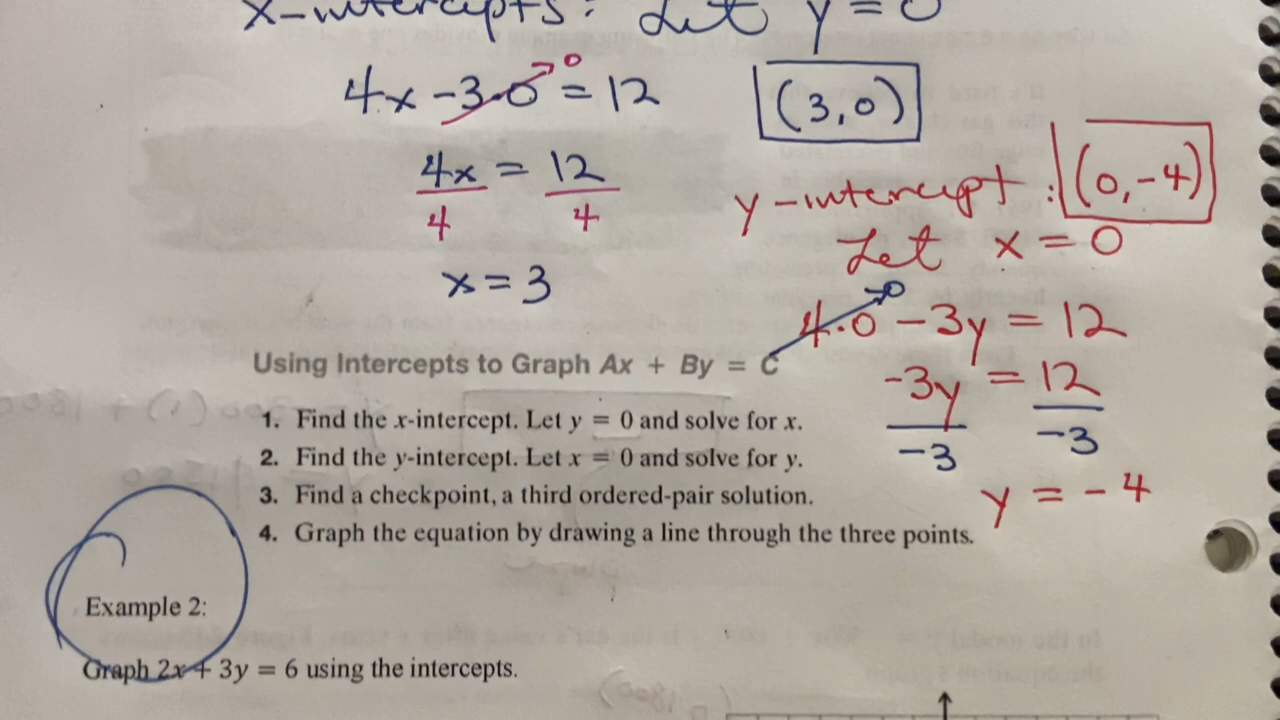 x-intercepts: Let y = 0
4x - 3·0 = 12
0
(3, 0)
4x = 12
4 4
x = 3
y-intercept: (0, -4)
Let x = 0
0
4·0 - 3y = 12
-3y = 12
-3 -3
y = -4
Using Intercepts to Graph Ax + By = C
1. Find the x-intercept. Let y = 0 and solve for x.
2. Find the y-intercept. Let x = 0 and solve for y.
3. Find a checkpoint, a third ordered-pair solution.
4. Graph the equation by drawing a line through the three points.
Example 2:
Graph 2x + 3y = 6 using the intercepts.